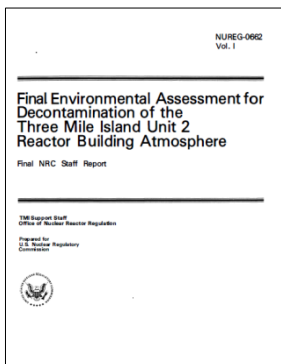 NUREG-0662
Vol. I
Final Environmental Assessment for
Decontamination of the
Three Mile Island Unit 2
Reactor Building Atmosphere
Final NRC Staff Report
TMI Support Staff
Office of Nuclear Reactor Regulation
Prepared for
U.S. Nuclear Regulatory
Commission